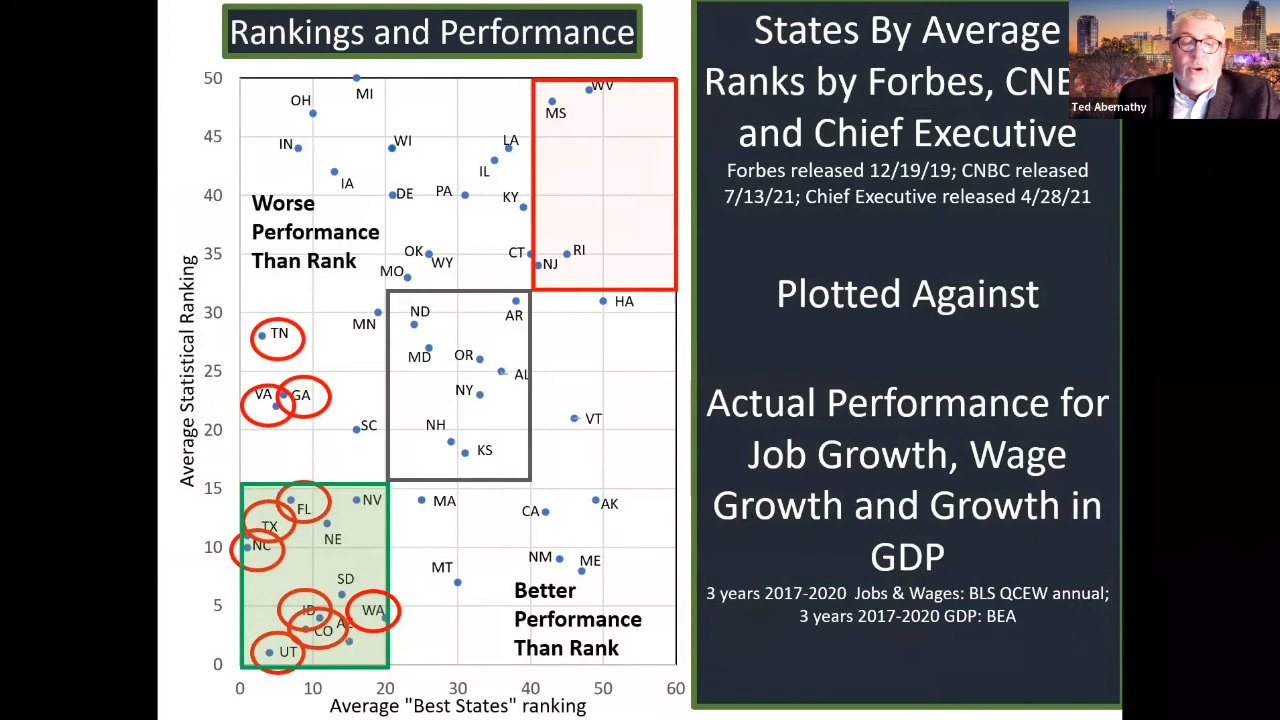 Rankings and Performance
50
45
40
35
30
25
20
15
10
5
0
0
10
20
30
40
50
60
Average Statistical Ranking
Average "Best States" ranking
MI
OH
IN
WI
IA
DE
PA
LA
IL
KY
WV
MS
Worse
Performance
Than Rank
OK
WY
MO
CT
NJ
RI
MN
ND
AR
HA
TN
MD
OR
AL
VA
GA
NY
SC
NH
KS
VT
FL
NV
MA
CA
AK
TX
NE
NC
MT
NM
ME
SD
ID
WA
CO
UT
Better
Performance
Than Rank
States By Average
Ranks by Forbes,
and Chief Executive
Forbes released 12/19/19; CNBC released
7/13/21; Chief Executive released 4/28/21
Plotted Against
Actual Performance for
Job Growth, Wage
Growth and Growth in
GDP
3 years 2017-2020 Jobs & Wages: BLS QCEW annual;
3 years 2017-2020 GDP: BEA
Ted Abernathy